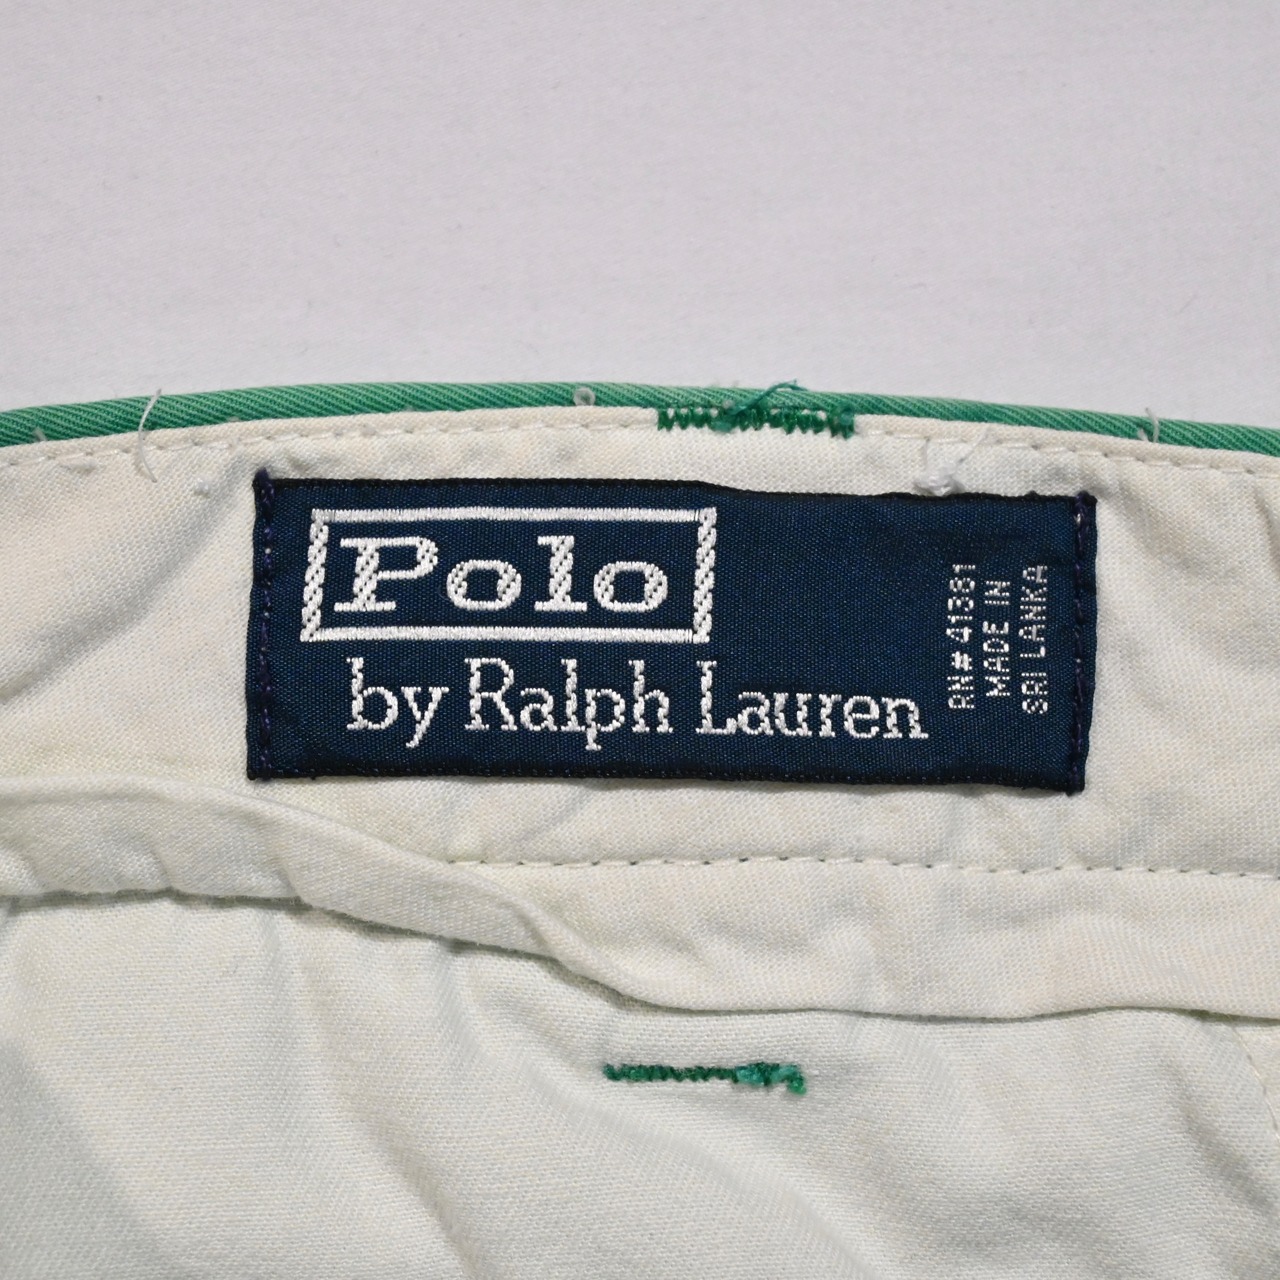 Polo
by Ralph Lauren
RN# 41381
MADE IN
SRI LANKA